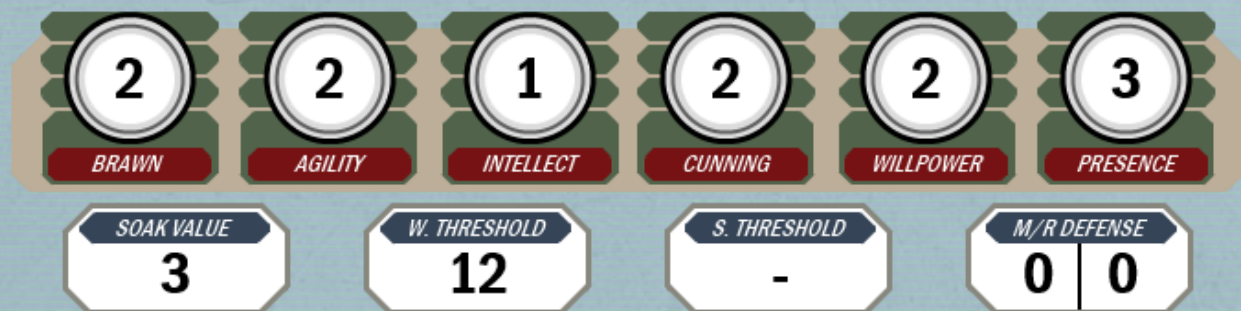 2 2 1 2 2 3
BRAWN AGILITY INTELLECT CUNNING WILLPOWER PRESENCE
SOAK VALUE W. THRESHOLD S. THRESHOLD M/R DEFENSE
3 12 - 0 0